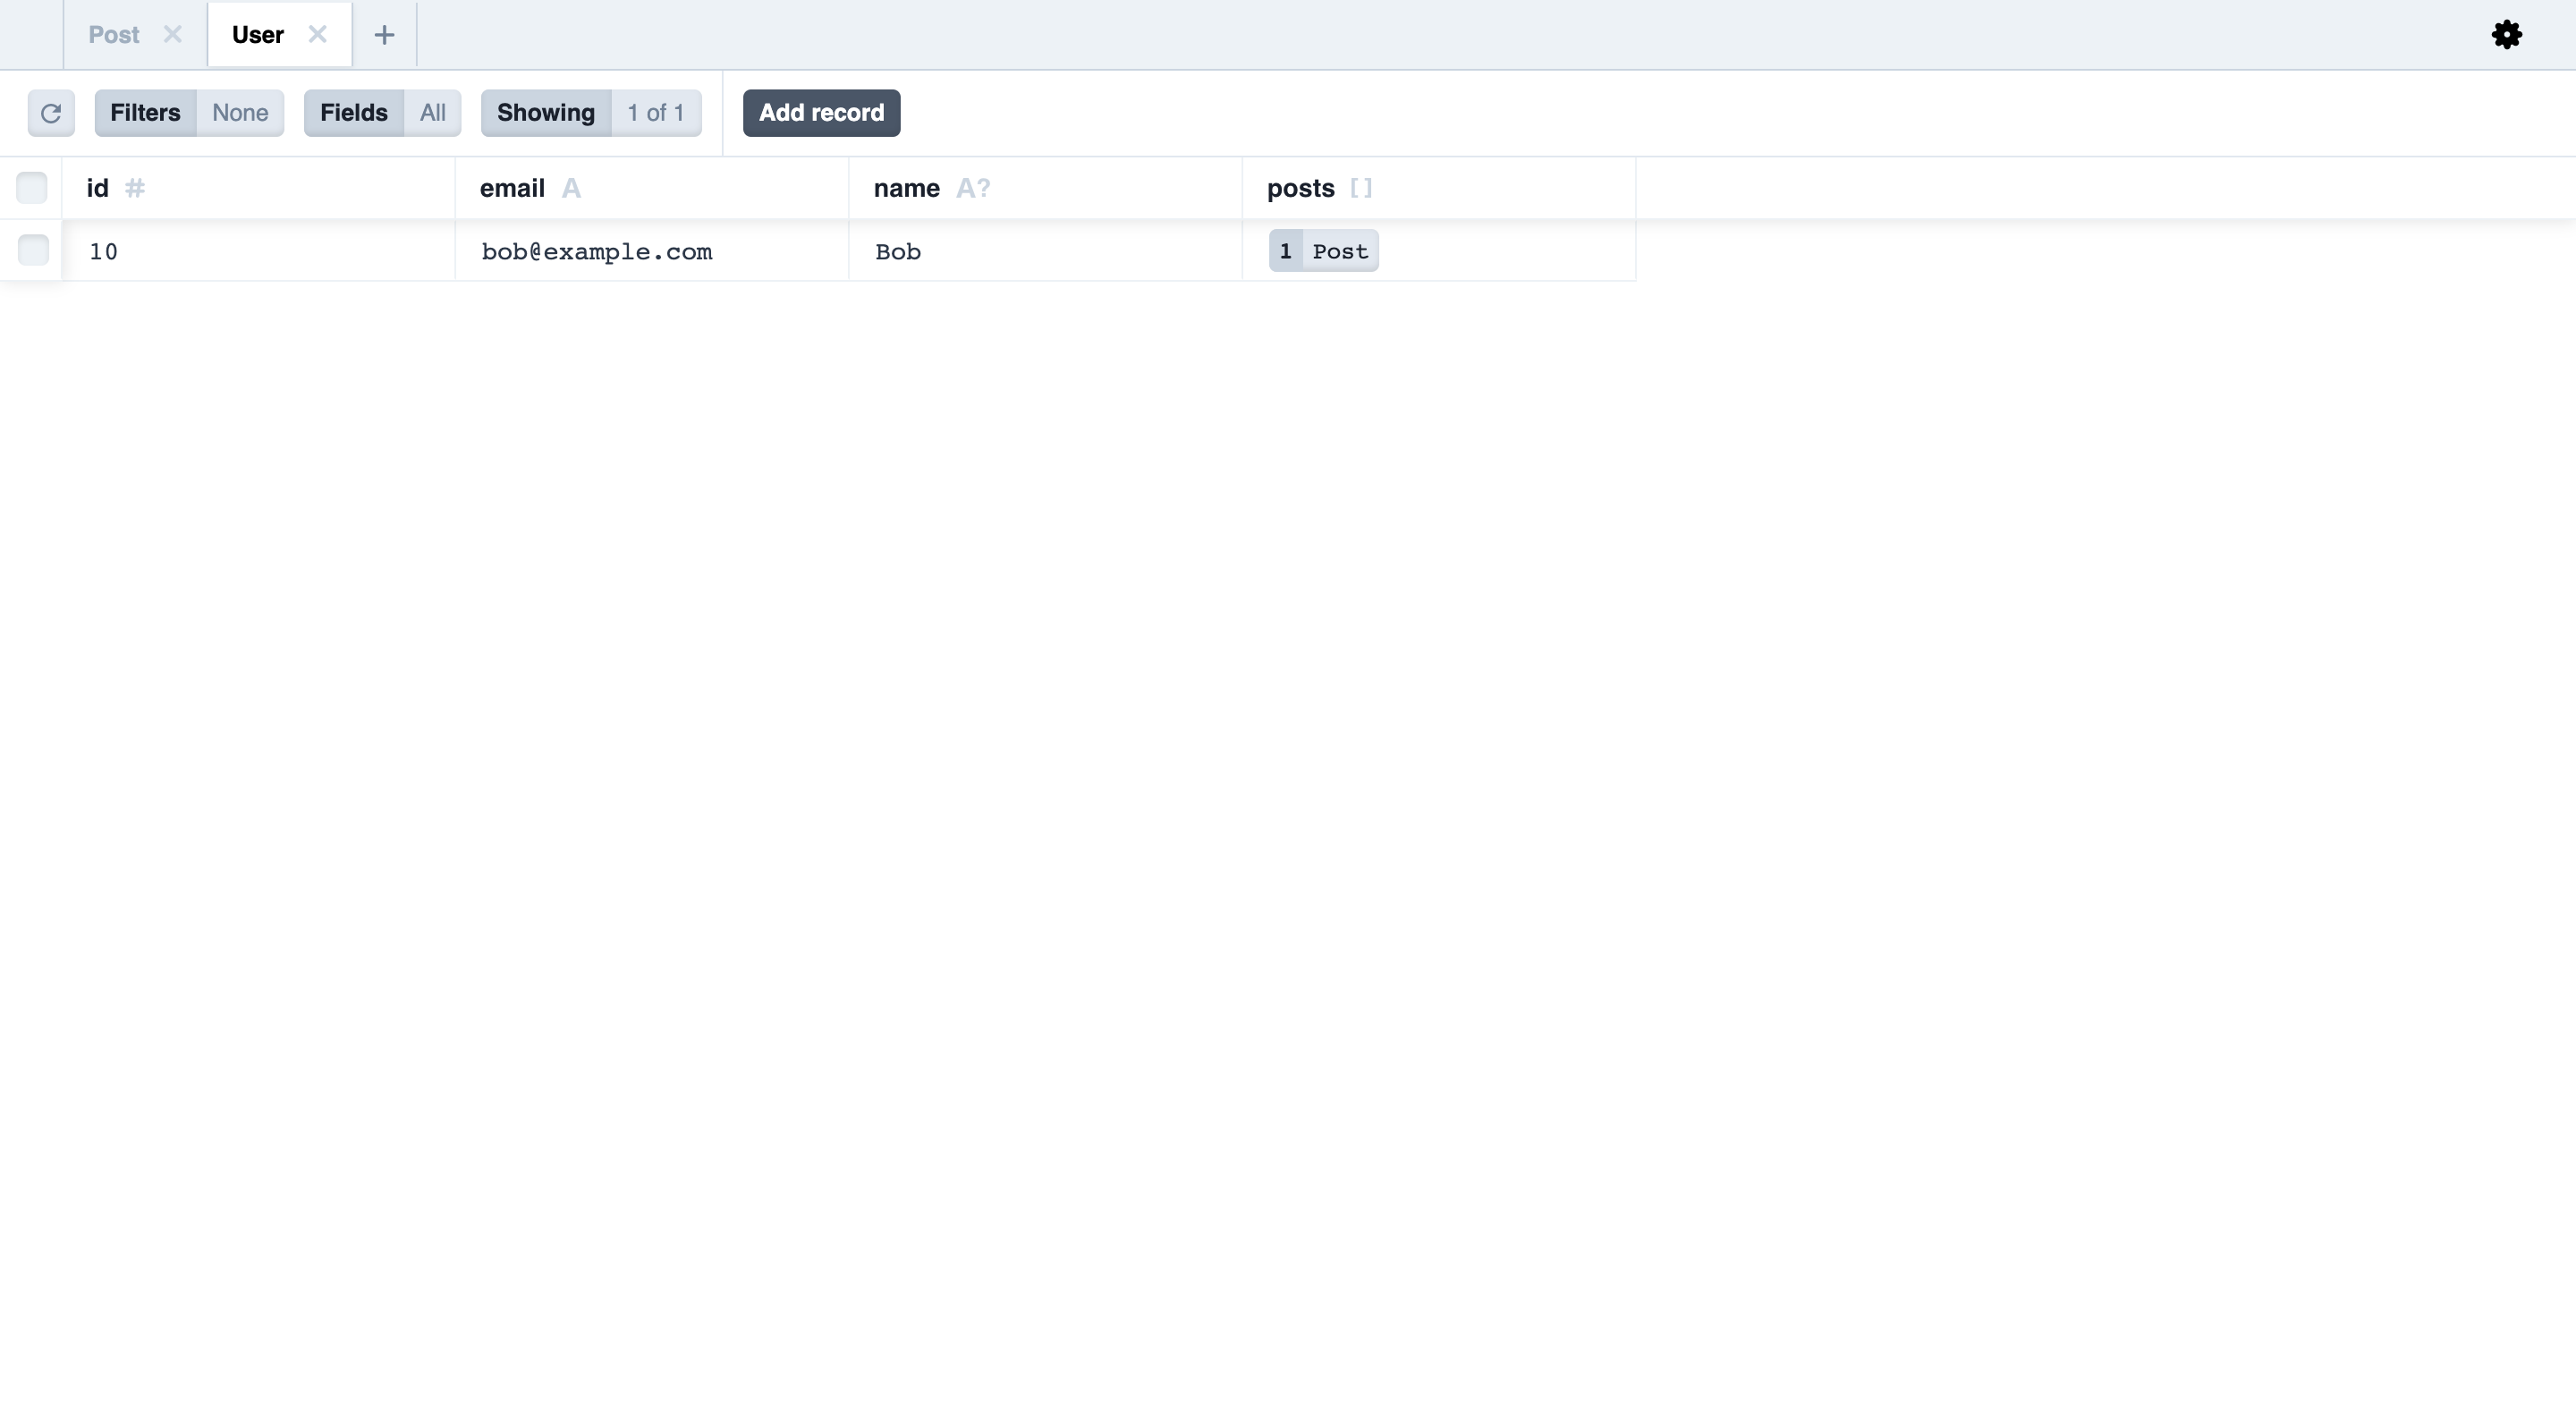 Post User +
Filters None Fields All Showing 1 of 1 Add record
id # email A name A? posts []
10 bob@example.com Bob 1 Post